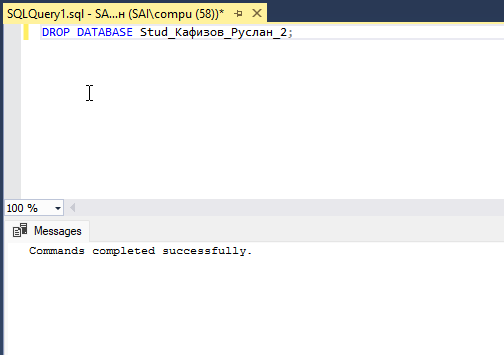 SQLQuery1.sql - SA...н (SAI\compu (58))*
DROP DATABASE Stud_Кафизов_Руслан_2;
100 %
Messages
Commands completed successfully.